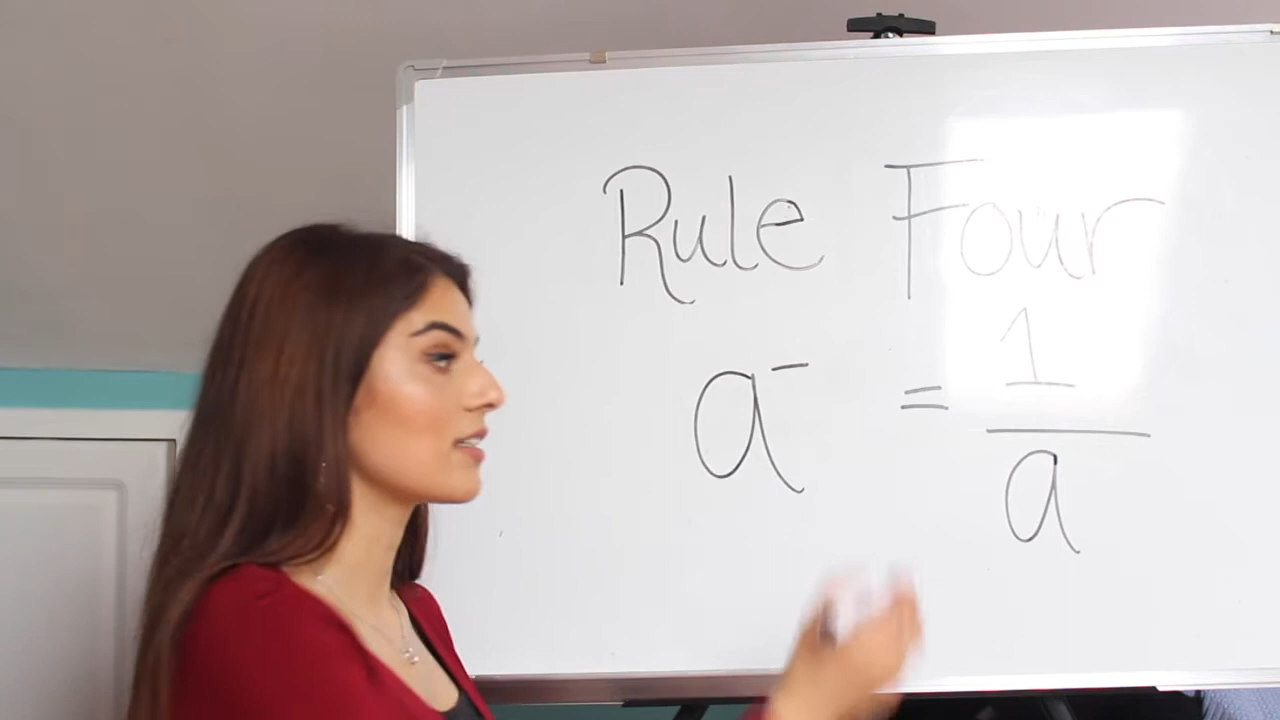 Rule Four
a⁻ = 1/a